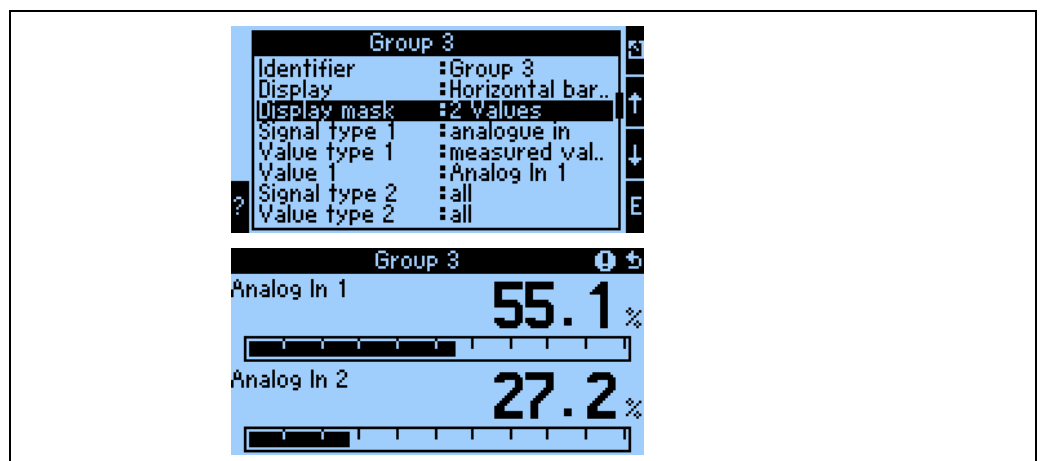 Group 3
Identifier :Group 3
Display :Horizontal bar..
Display mask :2 Values
Signal type 1 :analogue in
Value type 1 :measured val..
Value 1 :Analog In 1
Signal type 2 :all
? Value type 2 :all E
Group 3
Analog In 1 55.1 %
Analog In 2 27.2 %